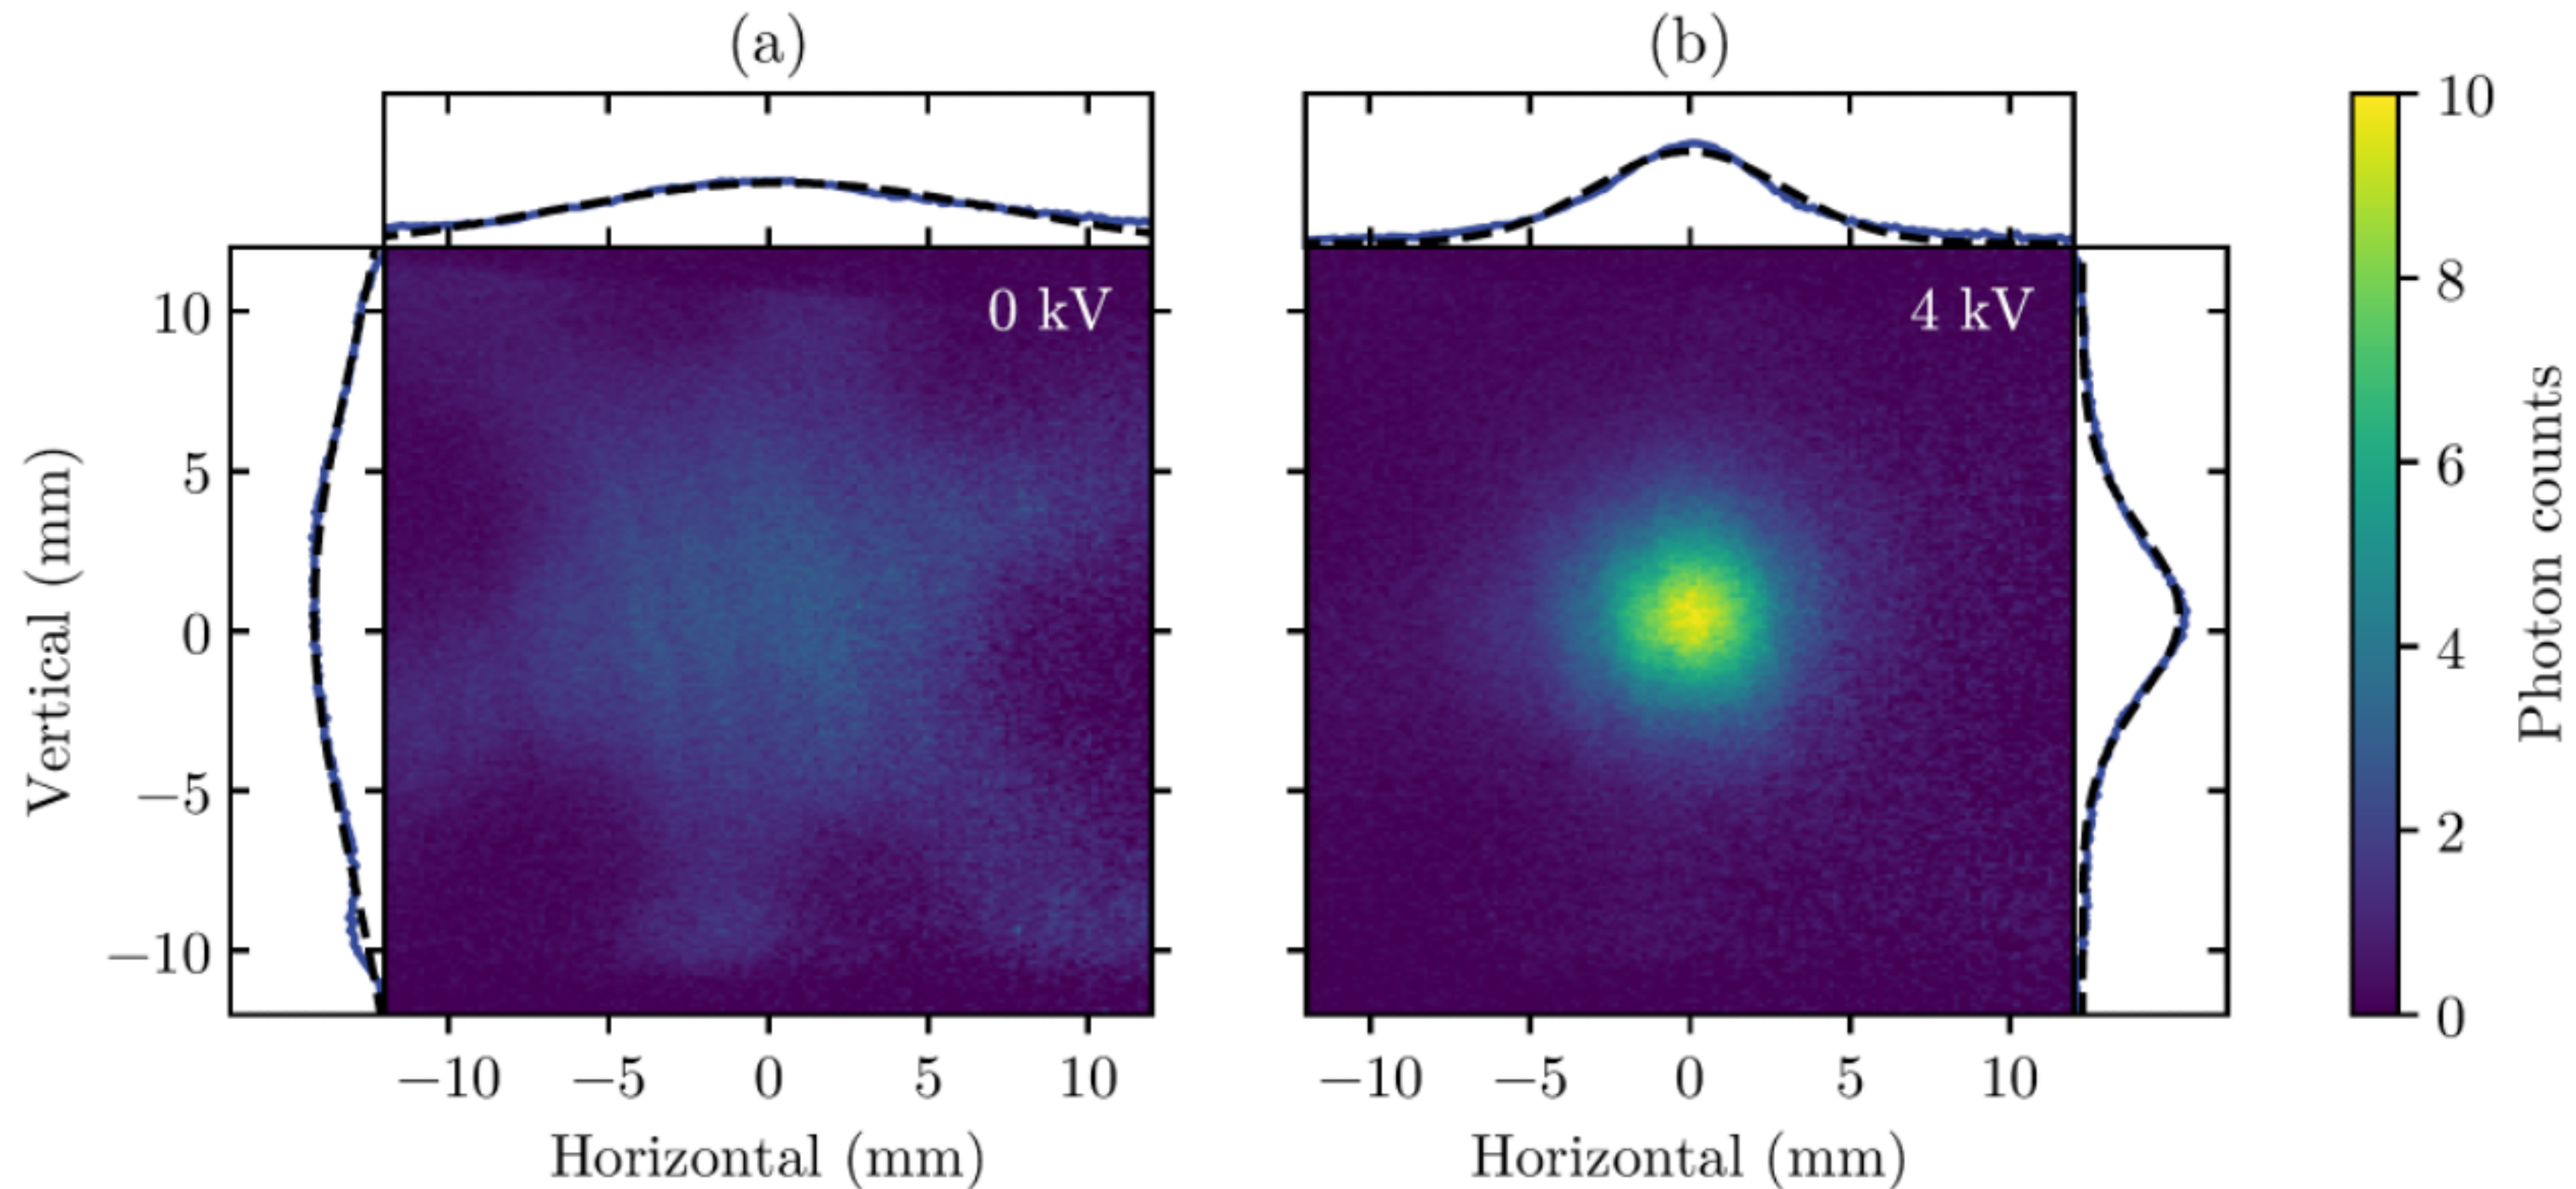 (a)
(b)
0 kV
4 kV
10
5
0
−5
−10
Vertical (mm)
−10 −5 0 5 10
Horizontal (mm)
−10 −5 0 5 10
Horizontal (mm)
10
8
6
4
2
0
Photon counts